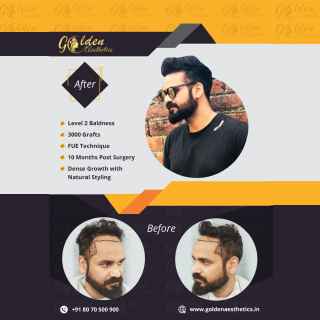 Golden
Aesthetics
After
Level 2 Baldness
3000 Grafts
FUE Technique
10 Months Post Surgery
Dense Growth with
Natural Styling
Before
+91 80 70 500 900
www.goldenaesthetics.in